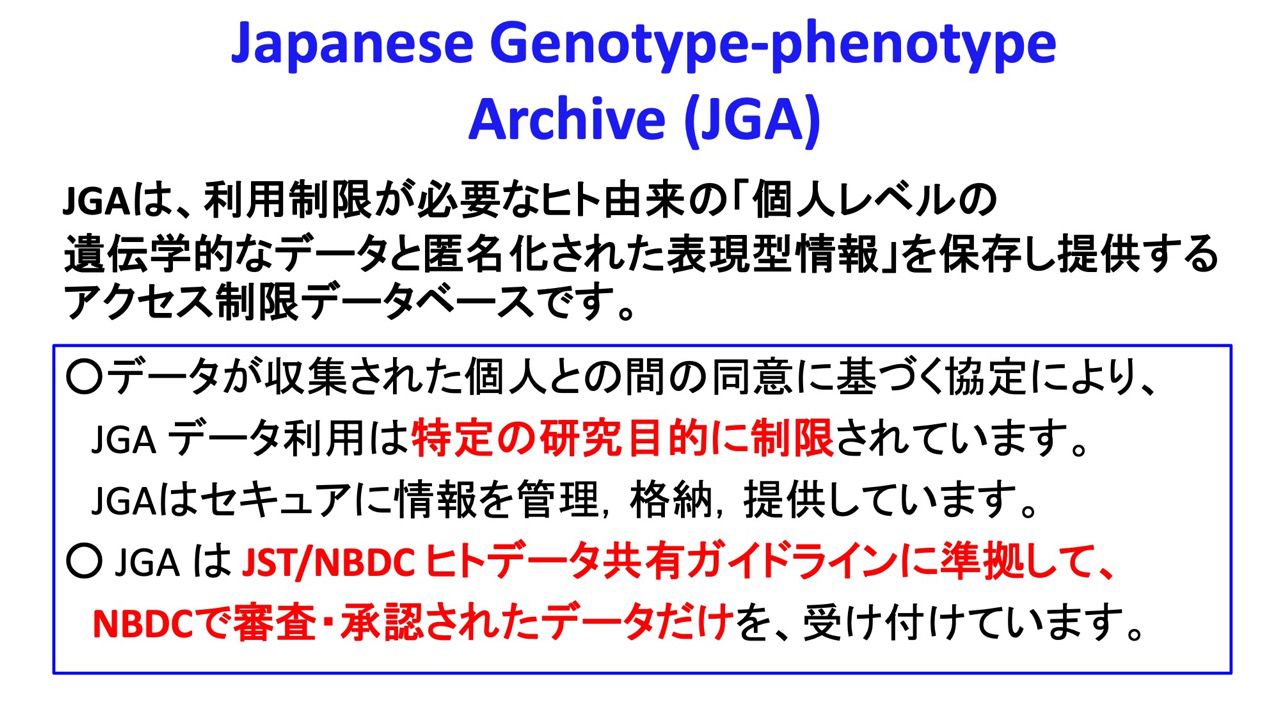 Japanese Genotype-phenotype
Archive (JGA)
JGAは、利用制限が必要なヒト由来の「個人レベルの
遺伝学的なデータと匿名化された表現型情報」を保存し提供する
アクセス制限データベースです。
〇データが収集された個人との間の同意に基づく協定により、
JGA データ利用は特定の研究目的に制限されています。
JGAはセキュアに情報を管理，格納，提供しています。
〇 JGA は JST/NBDC ヒトデータ共有ガイドラインに準拠して、
NBDCで審査・承認されたデータだけを、受け付けています。